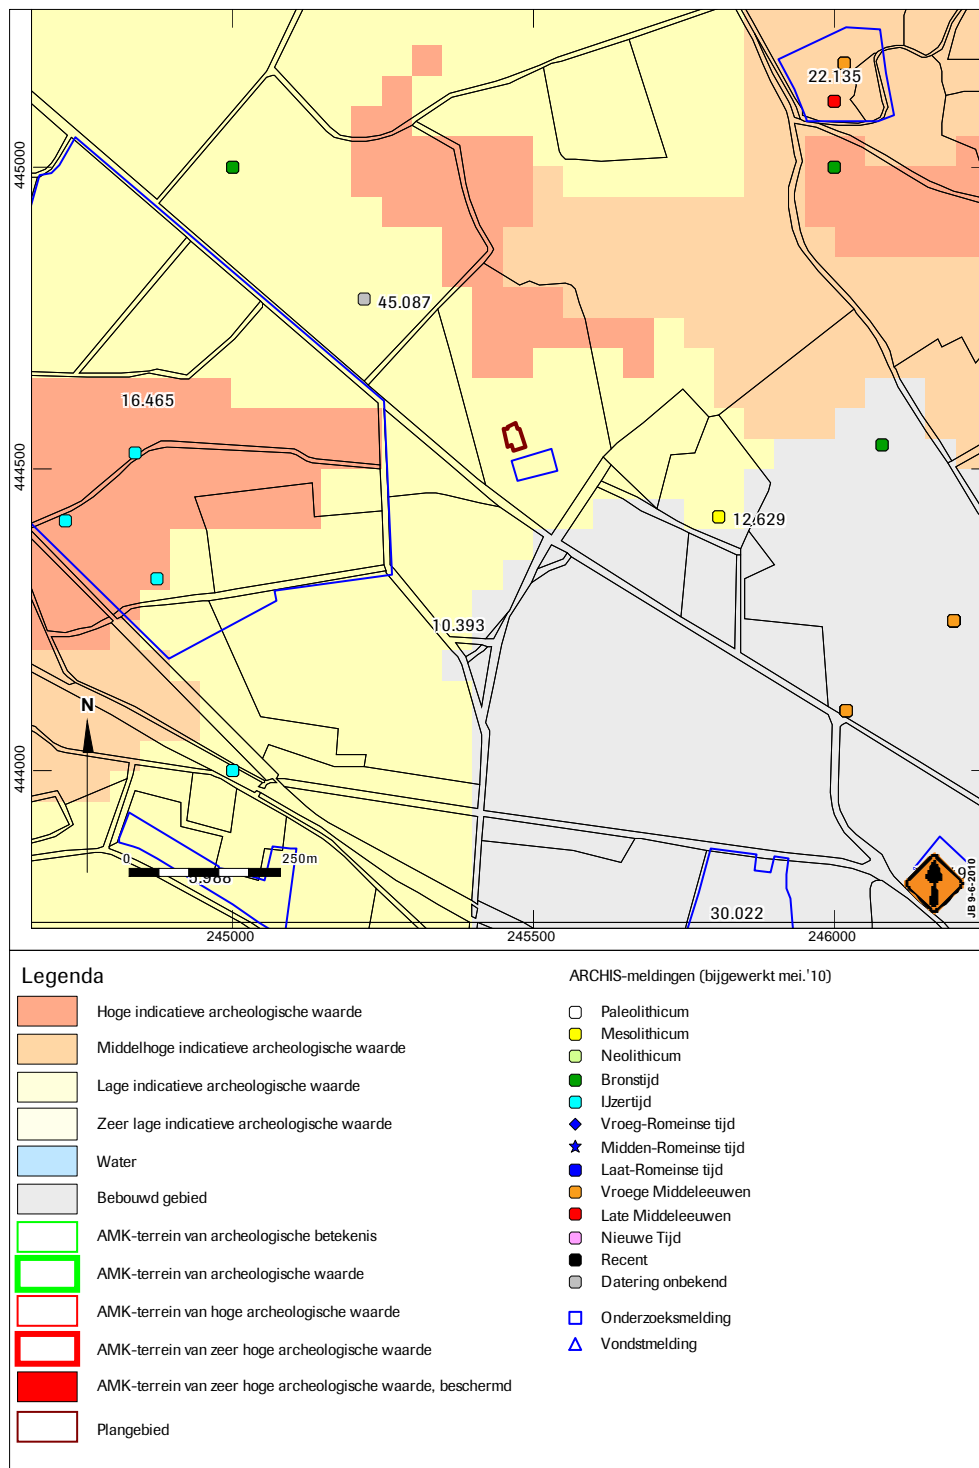 22.135
445000
45.087
16.465
444500
12.629
10.393
N
444000
0 250m
5.988
30.022
JB 9-6-2010
245000 245500 246000
Legenda
Hoge indicatieve archeologische waarde
Middelhoge indicatieve archeologische waarde
Lage indicatieve archeologische waarde
Zeer lage indicatieve archeologische waarde
Water
Bebouwd gebied
AMK-terrein van archeologische betekenis
AMK-terrein van archeologische waarde
AMK-terrein van hoge archeologische waarde
AMK-terrein van zeer hoge archeologische waarde
AMK-terrein van zeer hoge archeologische waarde, beschermd
Plangebied
ARCHIS-meldingen (bijgewerkt mei.'10)
Paleolithicum
Mesolithicum
Neolithicum
Bronstijd
IJzertijd
Vroeg-Romeinse tijd
Midden-Romeinse tijd
Laat-Romeinse tijd
Vroege Middeleeuwen
Late Middeleeuwen
Nieuwe Tijd
Recent
Datering onbekend
Onderzoeksmelding
Vondstmelding